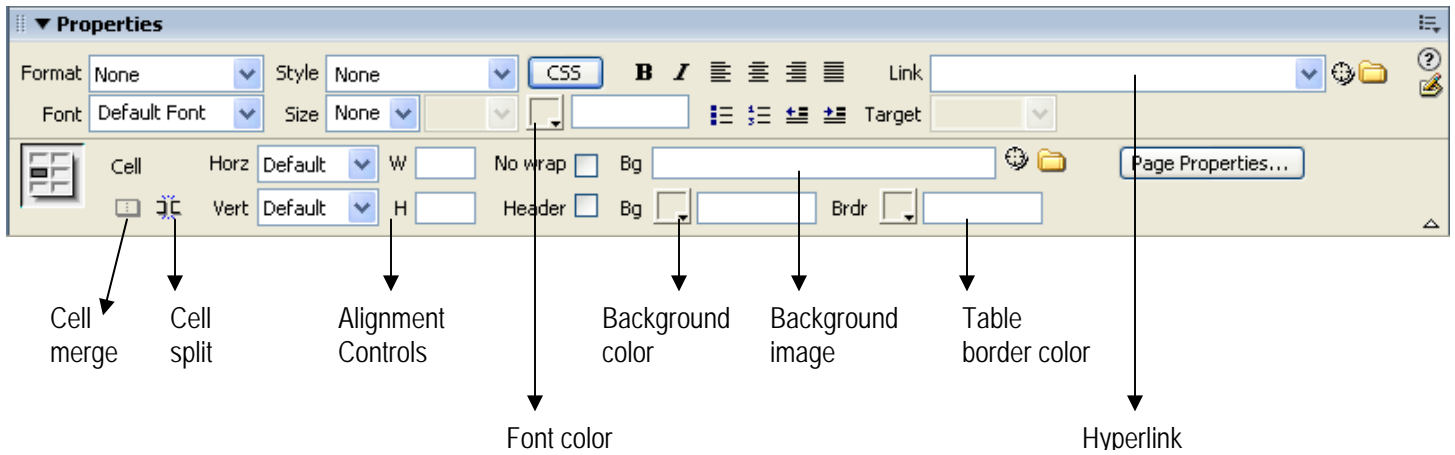 Properties
Format None Style None CSS B I Link
Font Default Font Size None Target
Cell Horz Default W No wrap Bg Page Properties...
Vert Default H Header Bg Brdr
Cell merge
Cell split
Alignment Controls
Background color
Background image
Table border color
Font color
Hyperlink